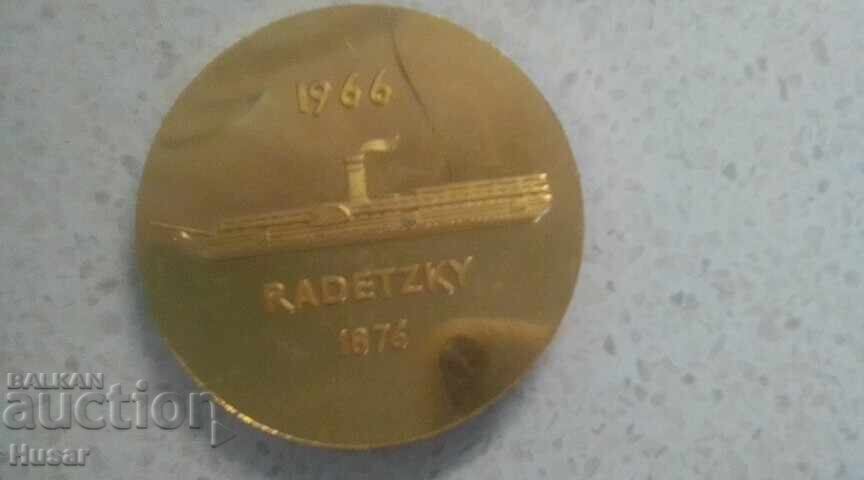 1966
RADETZKY
1876
BALKAN
auction
Husar